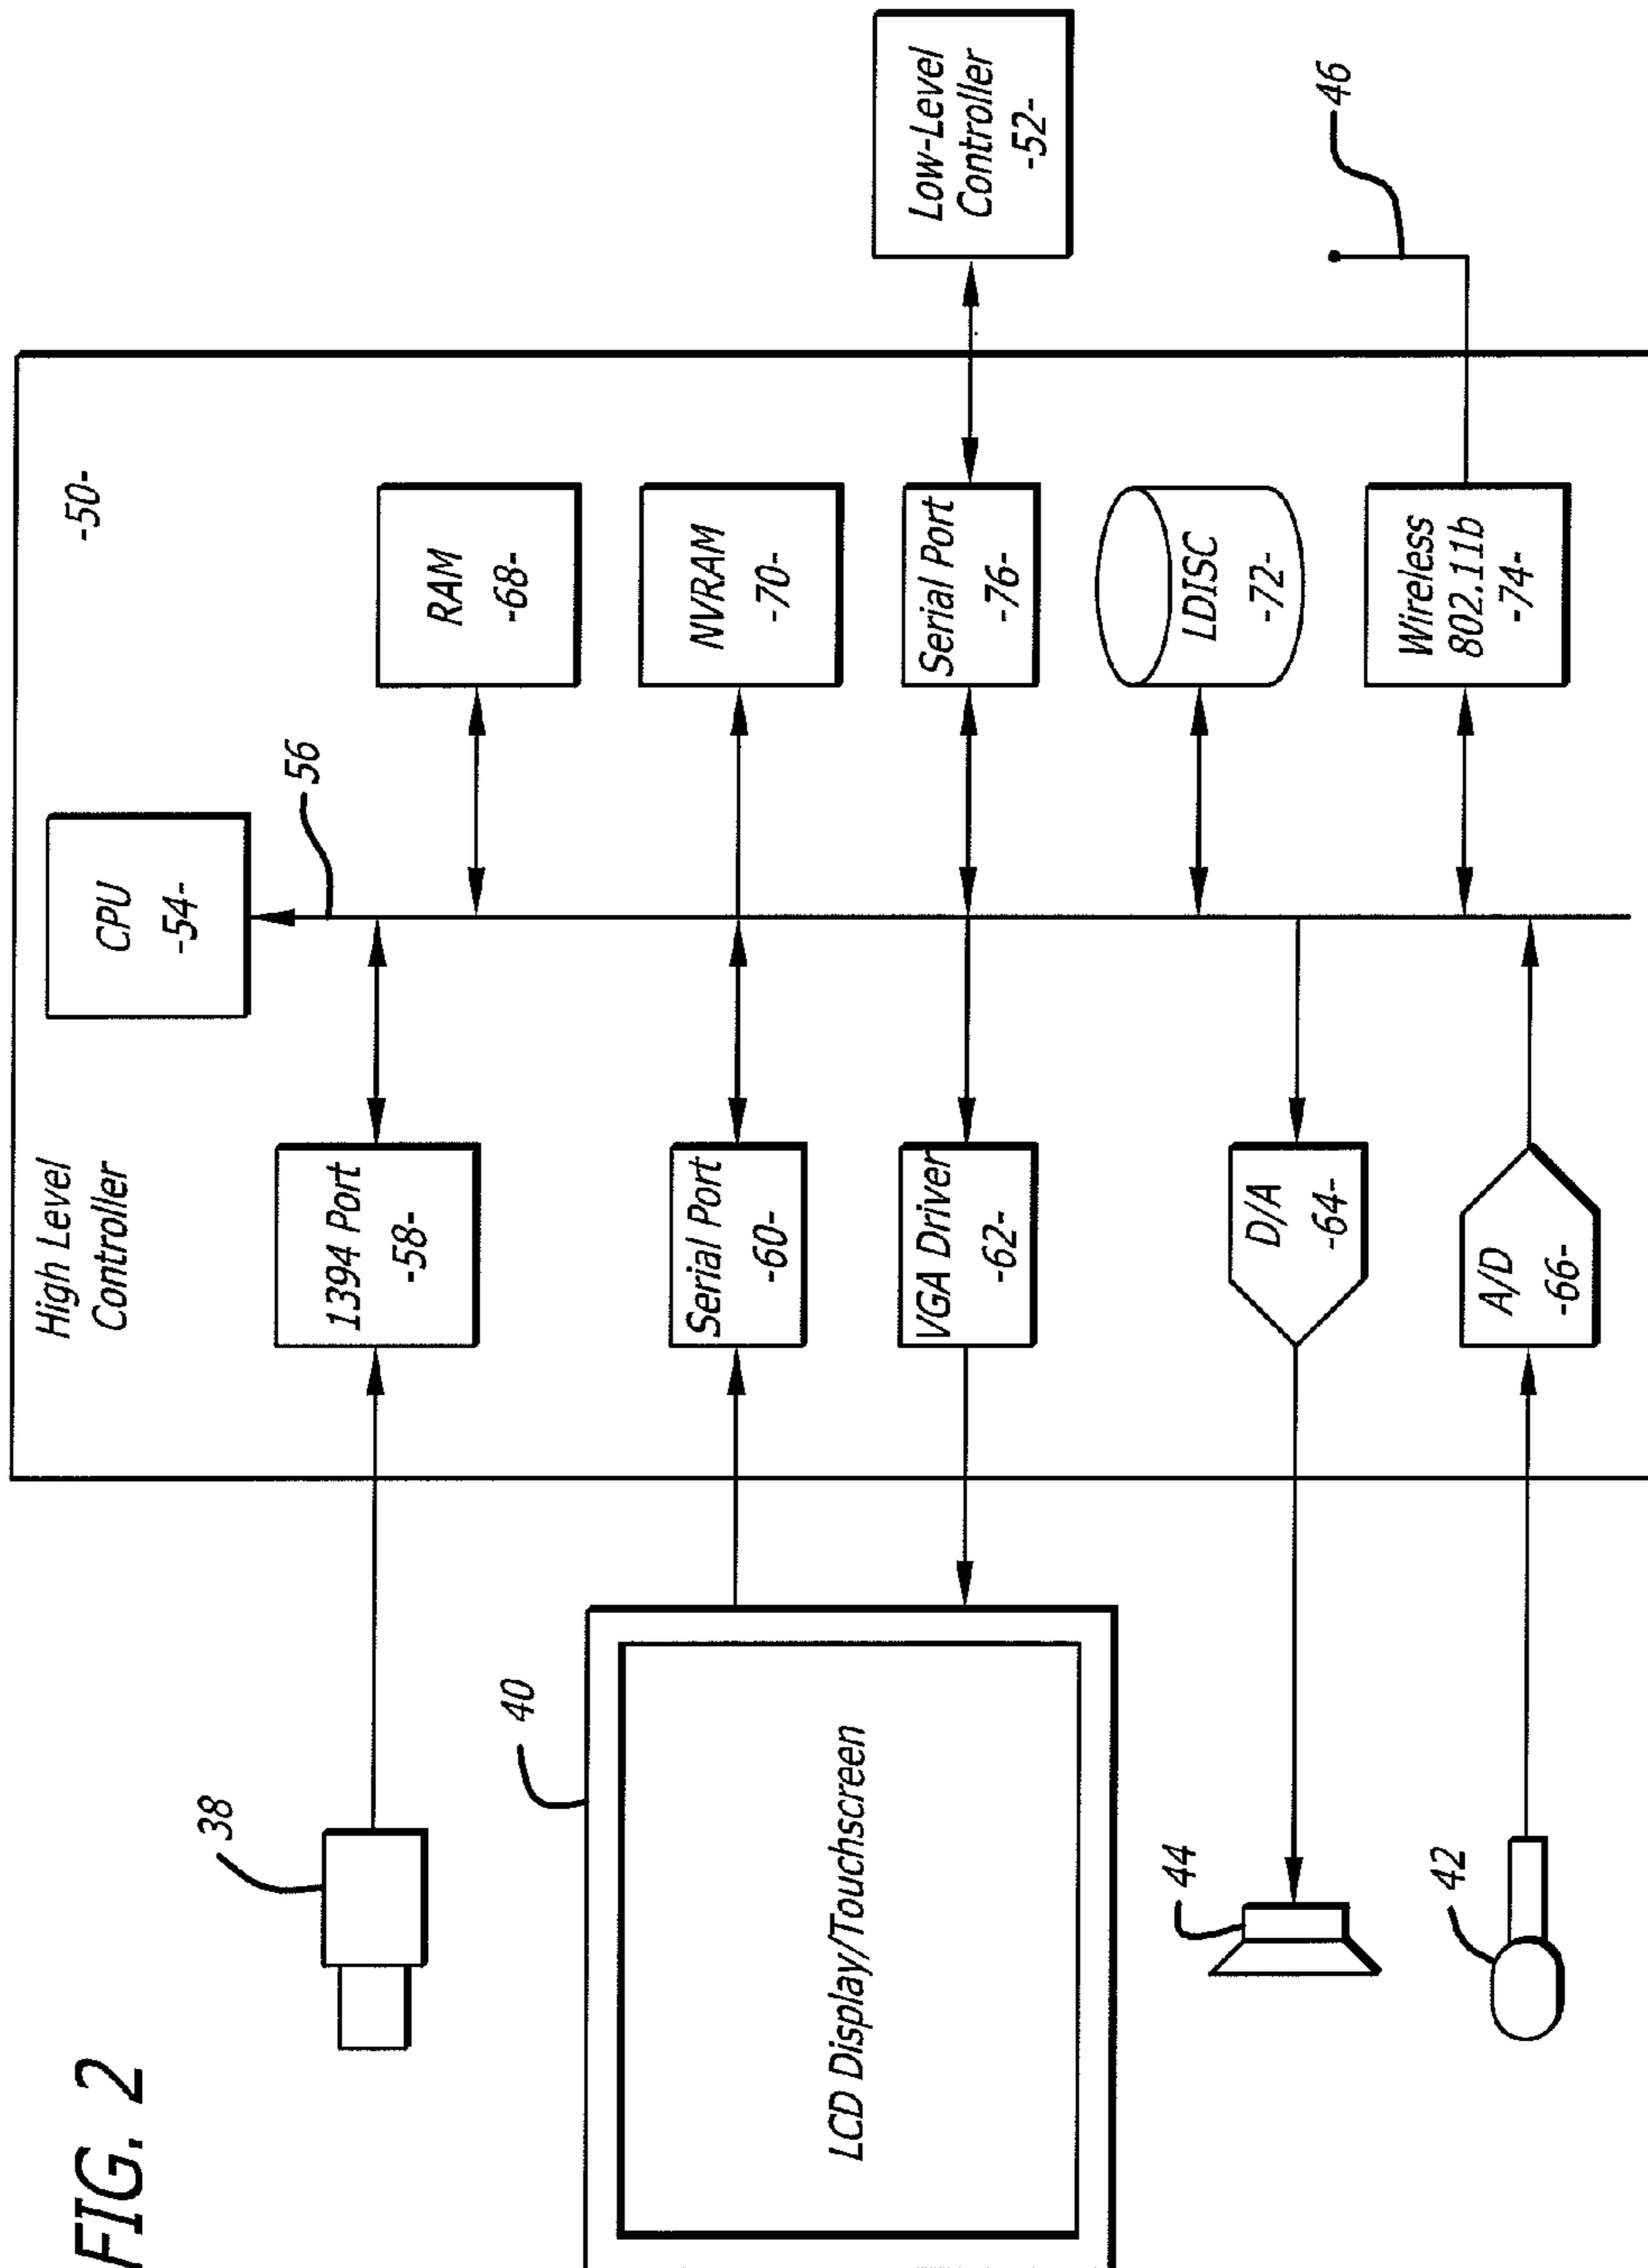 FIG. 2
High Level
Controller
-50-
CPU
-54-
56
38
1394 Port
-58-
RAM
-68-
40
LCD Display/Touchscreen
Serial Port
-60-
NVRAM
-70-
VGA Driver
-62-
Serial Port
-76-
Low-Level
Controller
-52-
44
D/A
-64-
LDISC
-72-
42
A/D
-66-
Wireless
802.11b
-74-
46